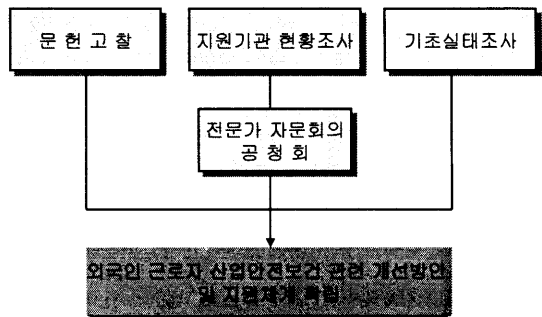 문 헌 고 찰
지원기관 현황조사
기초실태조사
전문가 자문회의
공 청 회
외국인 근로자 산업안전보건 관련 개선방안
및 지원체계 확립